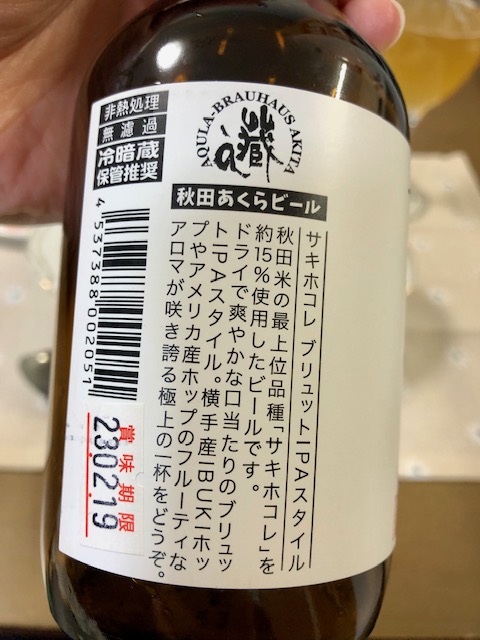 非熱処理
無濾過
冷暗蔵
保管推奨
AQULA-BRAUHAUS AKITA
藏
あ
秋田あくらビール
サキホコレ ブリュットIPAスタイル
秋田米の最上位品種「サキホコレ」を
約15%使用したビールです。
ドライで爽やかな口当たりのブリュッ
トIPAスタイル。横手産IBUKIホッ
プやアメリカ産ホップのフルーティな
アロマが咲き誇る極上の一杯をどうぞ。
4 537388 002051
賞味期限
230219